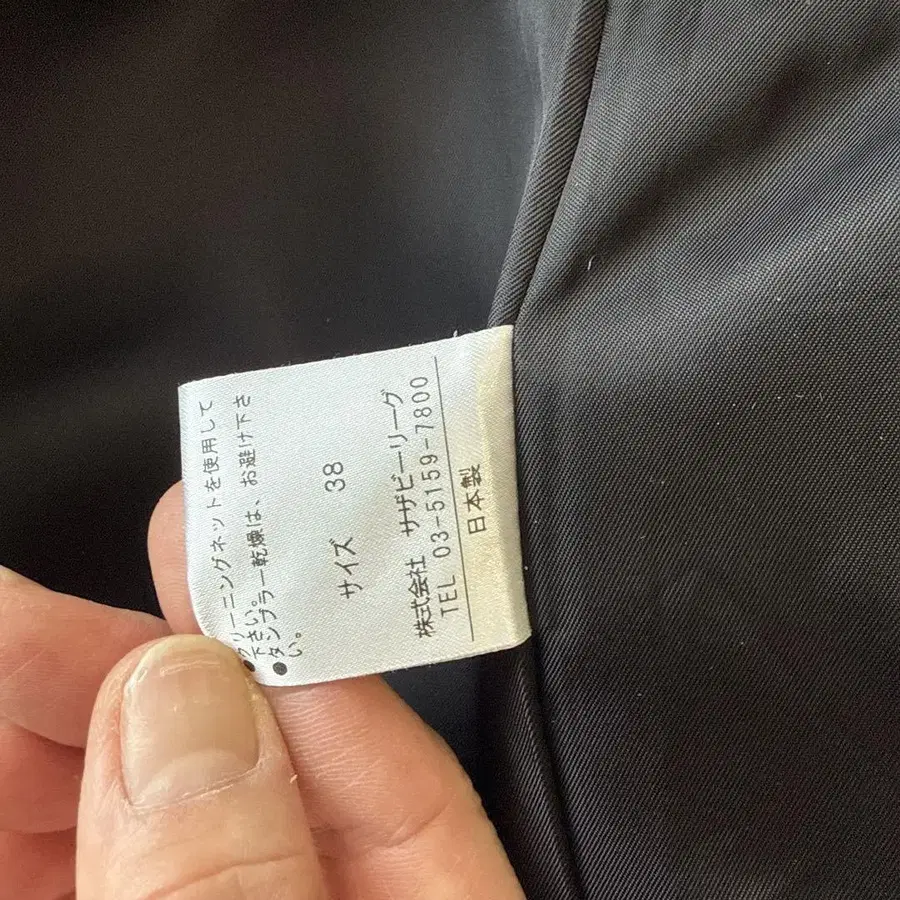 ●クリーニングネットを使用して
下さい。
●タンブラー乾燥は、お避け下さ
い。
サイズ 38
株式会社 サザビーリーグ
TEL 03-5159-7800
日本製